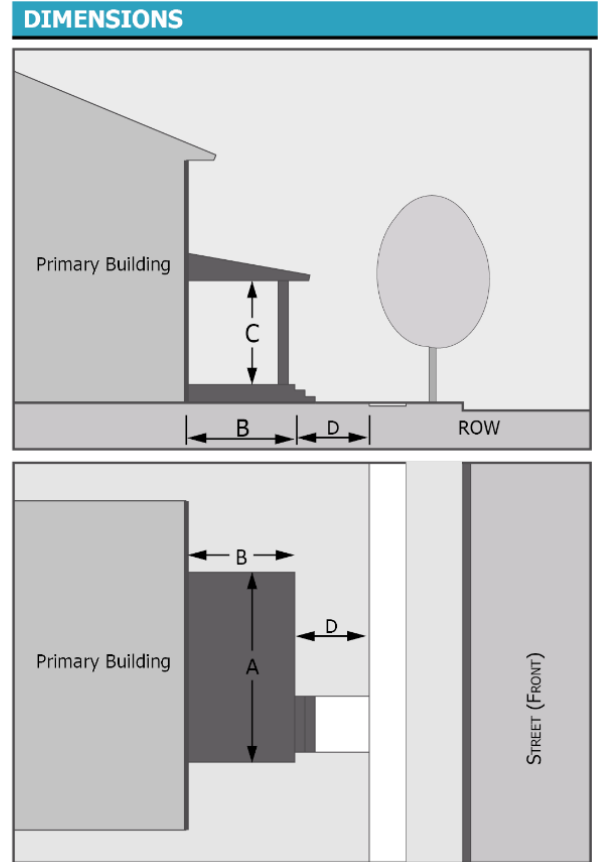 DIMENSIONS
Primary Building
C
B
D
ROW
B
D
Primary Building
A
STREET (FRONT)